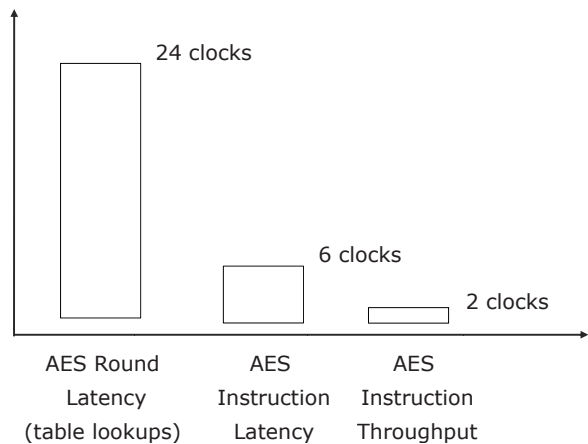 24 clocks
6 clocks
2 clocks
AES Round
Latency
(table lookups)
AES
Instruction
Latency
AES
Instruction
Throughput